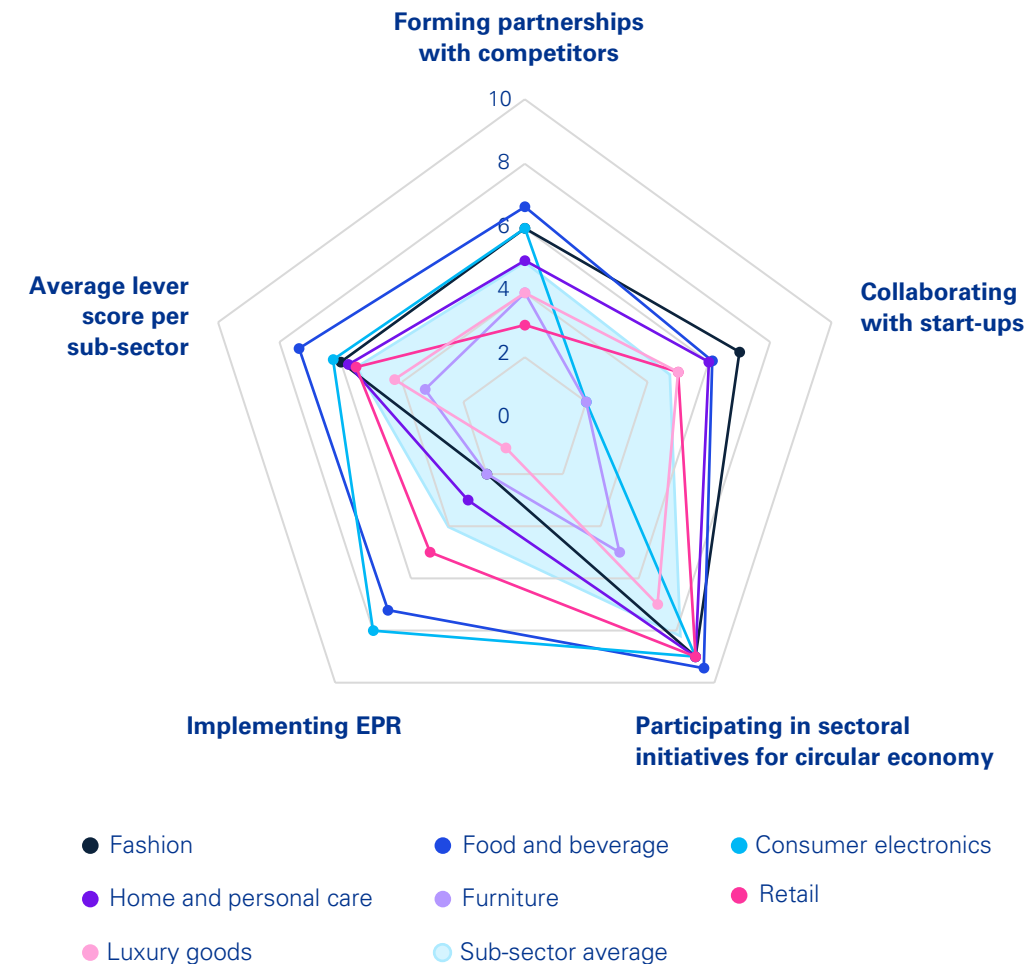 Forming partnerships
with competitors
10
8
6
4
2
0
Average lever
score per
sub-sector
Collaborating
with start-ups
Implementing EPR
Participating in sectoral
initiatives for circular economy
Fashion
Food and beverage
Consumer electronics
Home and personal care
Furniture
Retail
Luxury goods
Sub-sector average